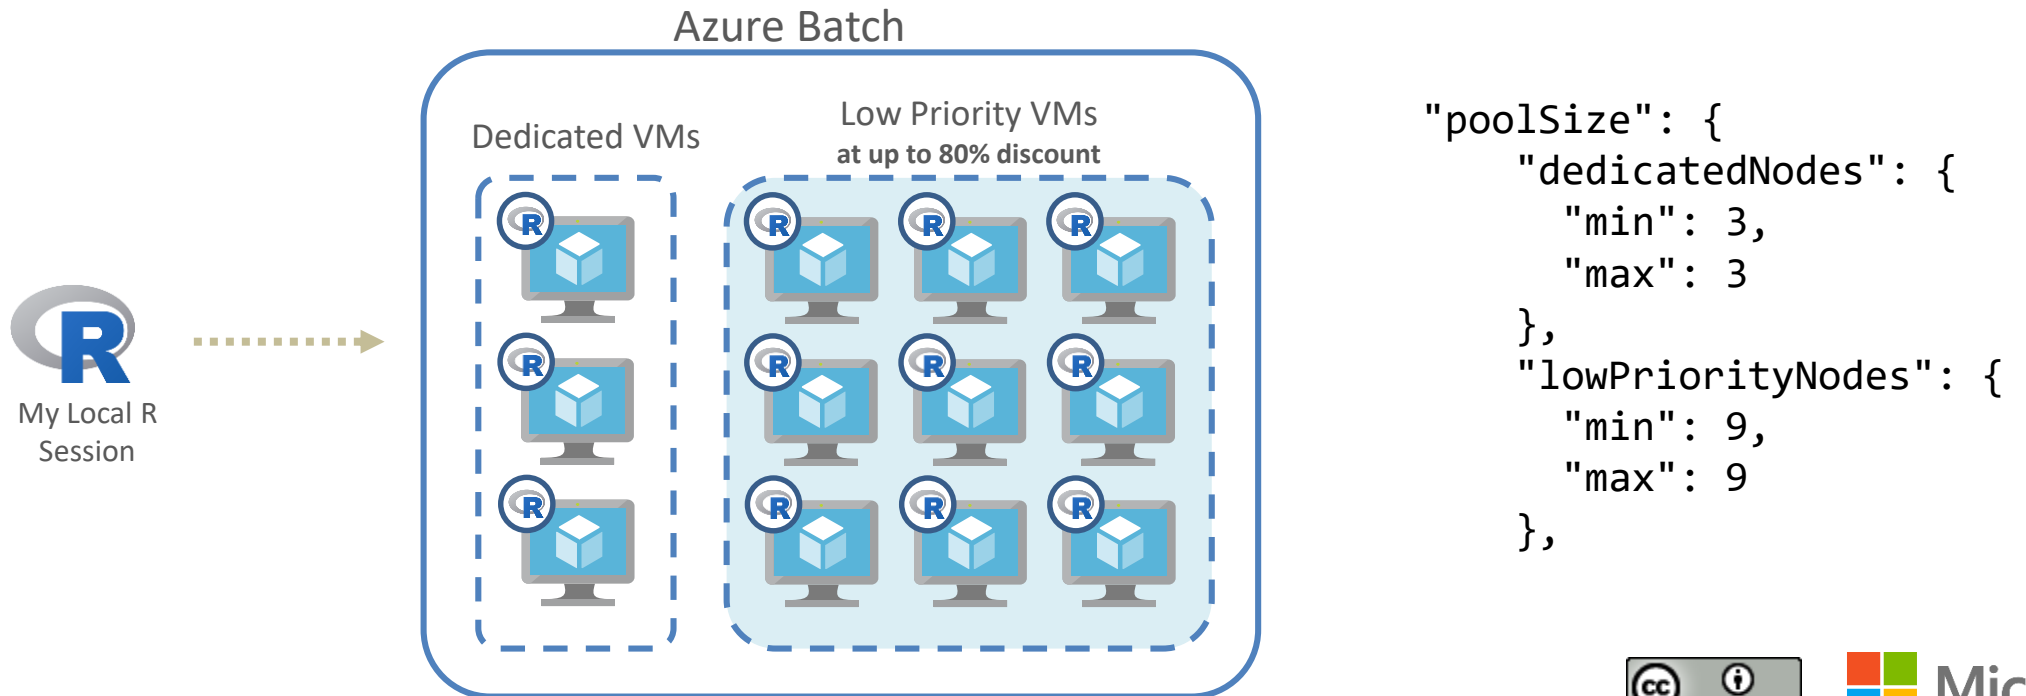 Azure Batch
Dedicated VMs
Low Priority VMs
at up to 80% discount
R
My Local R
Session
R
R
R
R
R
R
R
R
R
R
R
R
"poolSize": {
"dedicatedNodes": {
"min": 3,
"max": 3
},
"lowPriorityNodes": {
"min": 9,
"max": 9
},
cc